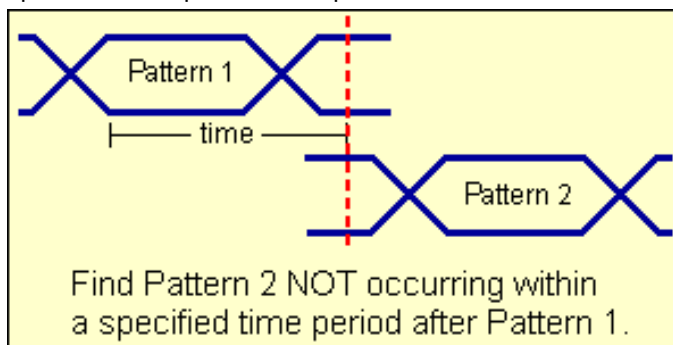 Pattern 1
time
Pattern 2
Find Pattern 2 NOT occurring within
a specified time period after Pattern 1.